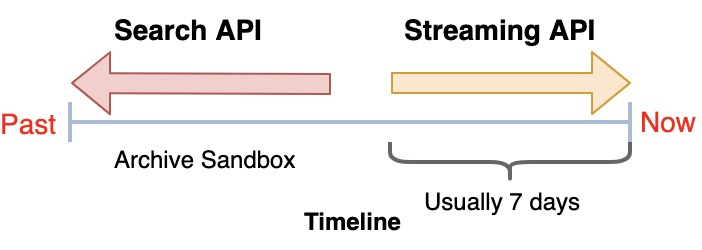 Search API
Streaming API
Past
Now
Archive Sandbox
Usually 7 days
Timeline